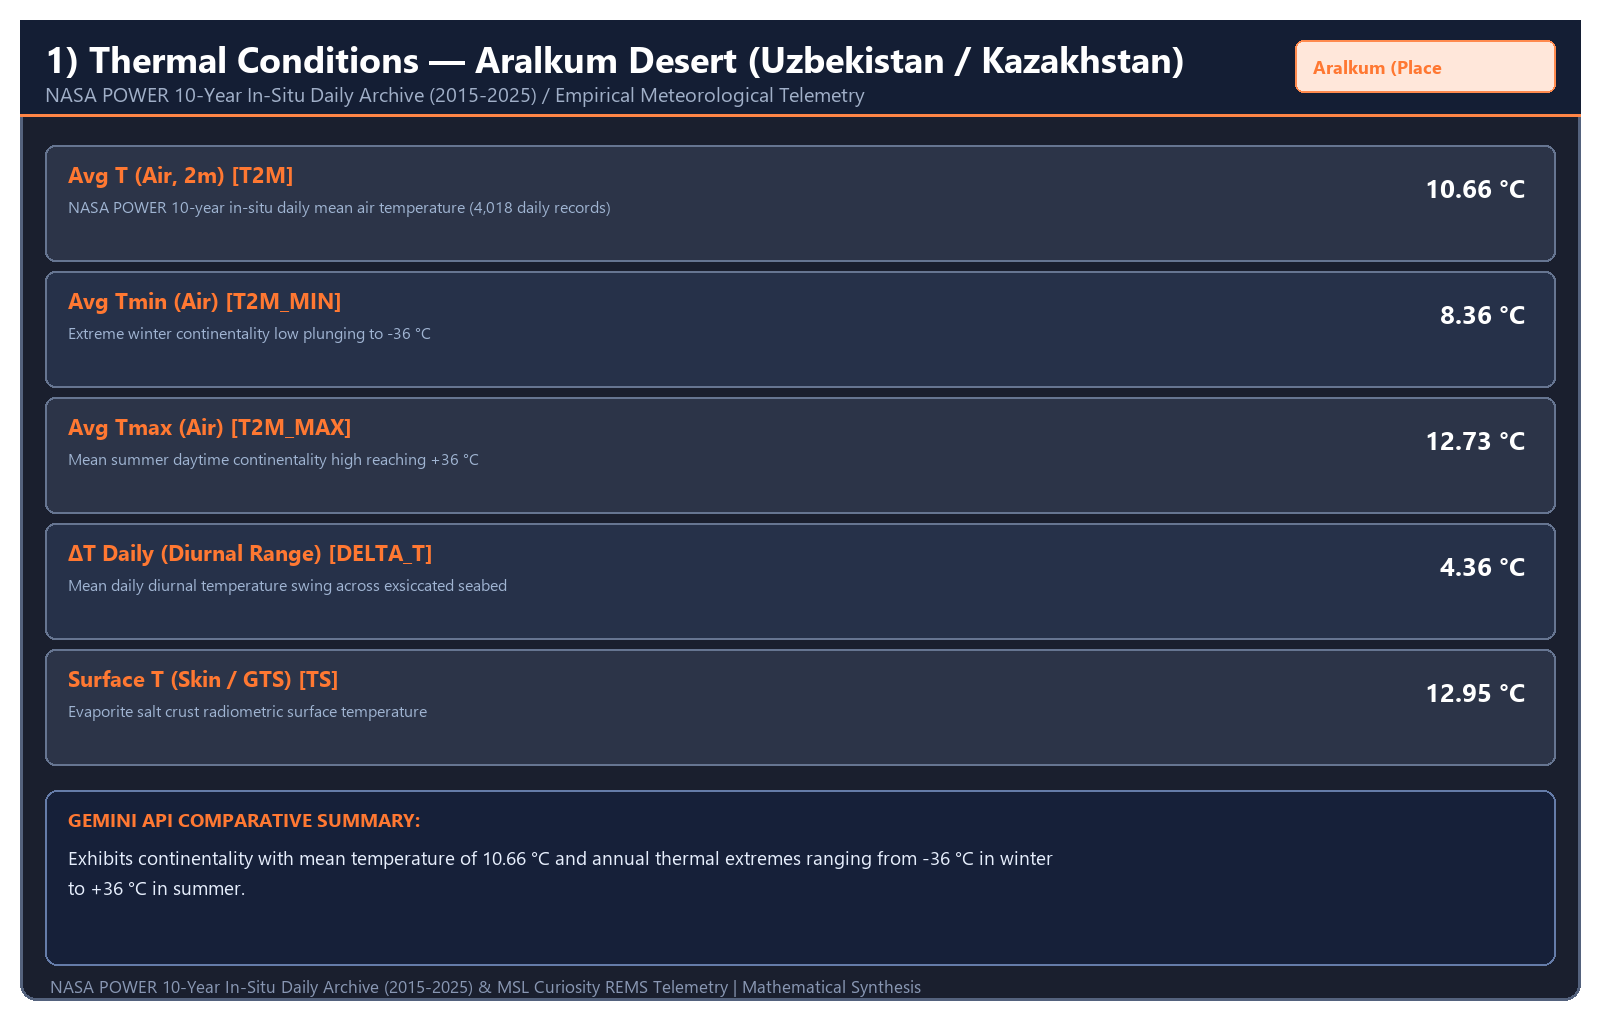 1) Thermal Conditions — Aralkum Desert (Uzbekistan / Kazakhstan)
Aralkum (Place
NASA POWER 10-Year In-Situ Daily Archive (2015-2025) / Empirical Meteorological Telemetry
Avg T (Air, 2m) [T2M]
10.66 °C
NASA POWER 10-year in-situ daily mean air temperature (4,018 daily records)
Avg Tmin (Air) [T2M_MIN]
8.36 °C
Extreme winter continentality low plunging to -36 °C
Avg Tmax (Air) [T2M_MAX]
12.73 °C
Mean summer daytime continentality high reaching +36 °C
ΔT Daily (Diurnal Range) [DELTA_T]
4.36 °C
Mean daily diurnal temperature swing across exsiccated seabed
Surface T (Skin / GTS) [TS]
12.95 °C
Evaporite salt crust radiometric surface temperature
GEMINI API COMPARATIVE SUMMARY:
Exhibits continentality with mean temperature of 10.66 °C and annual thermal extremes ranging from -36 °C in winter
to +36 °C in summer.
NASA POWER 10-Year In-Situ Daily Archive (2015-2025) & MSL Curiosity REMS Telemetry | Mathematical Synthesis